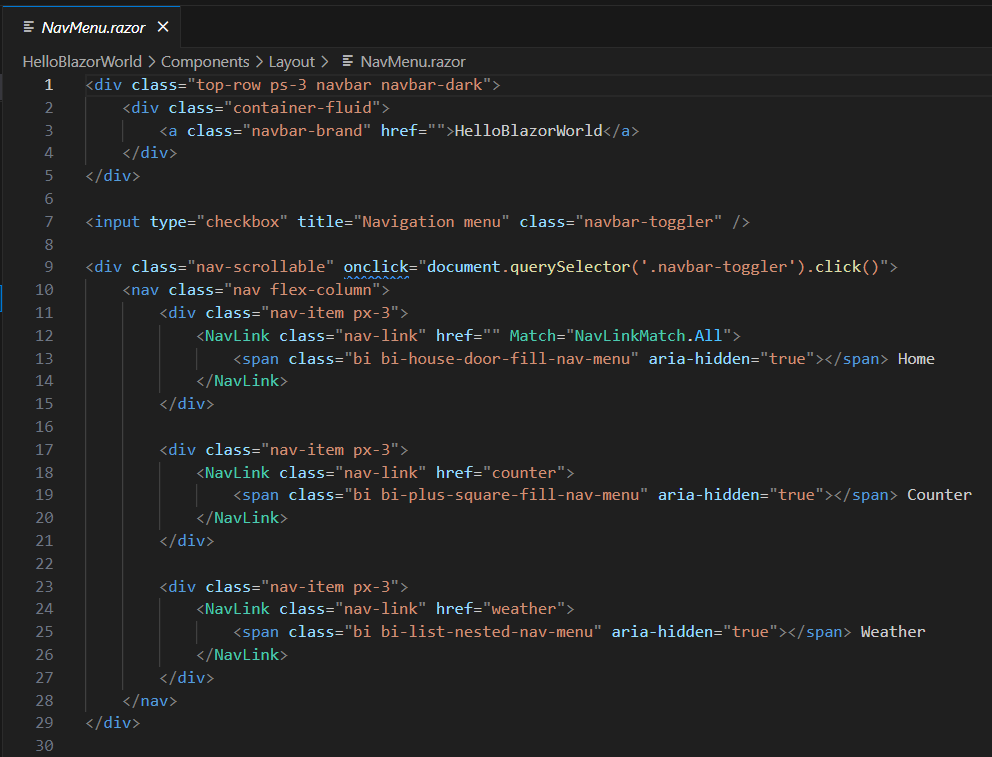 NavMenu.razor
HelloBlazorWorld > Components > Layout > NavMenu.razor
1 <div class="top-row ps-3 navbar navbar-dark">
2     <div class="container-fluid">
3         <a class="navbar-brand" href="">HelloBlazorWorld</a>
4     </div>
5 </div>
6
7 <input type="checkbox" title="Navigation menu" class="navbar-toggler" />
8
9 <div class="nav-scrollable" onclick="document.querySelector('.navbar-toggler').click()">
10     <nav class="nav flex-column">
11         <div class="nav-item px-3">
12             <NavLink class="nav-link" href="" Match="NavLinkMatch.All">
13                 <span class="bi bi-house-door-fill-nav-menu" aria-hidden="true"></span> Home
14             </NavLink>
15         </div>
16
17         <div class="nav-item px-3">
18             <NavLink class="nav-link" href="counter">
19                 <span class="bi bi-plus-square-fill-nav-menu" aria-hidden="true"></span> Counter
20             </NavLink>
21         </div>
22
23         <div class="nav-item px-3">
24             <NavLink class="nav-link" href="weather">
25                 <span class="bi bi-list-nested-nav-menu" aria-hidden="true"></span> Weather
26             </NavLink>
27         </div>
28     </nav>
29 </div>
30